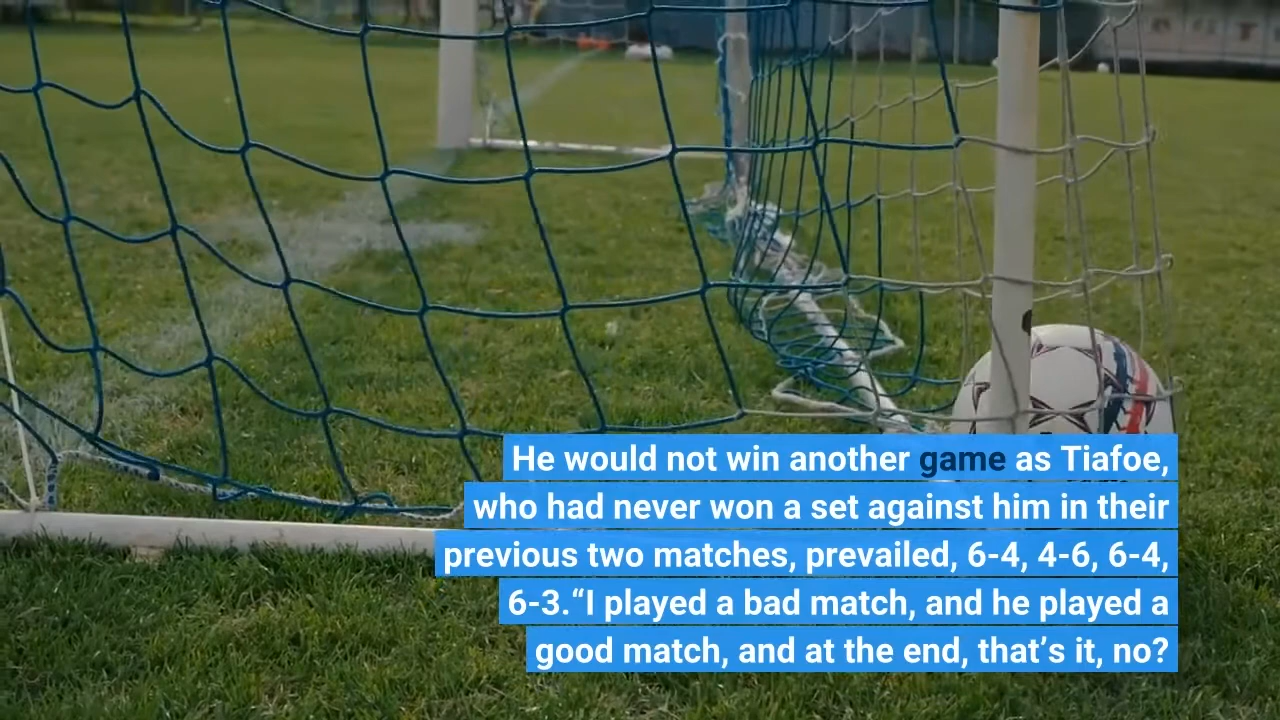 He would not win another game as Tiafoe,
who had never won a set against him in their
previous two matches, prevailed, 6-4, 4-6, 6-4,
6-3.“I played a bad match, and he played a
good match, and at the end, that’s it, no?